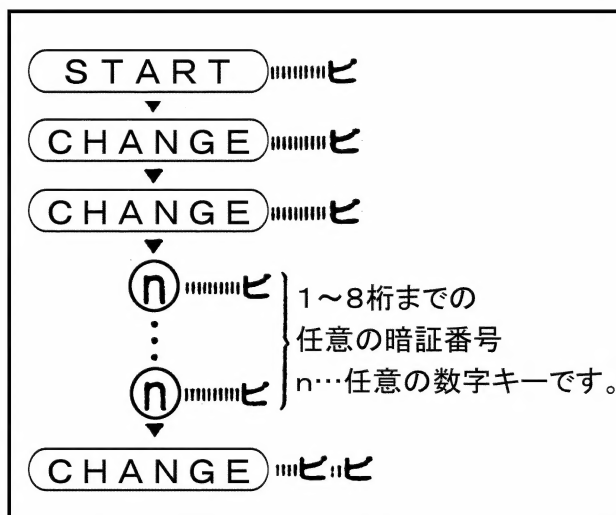 START ピ
CHANGE ピ
CHANGE ピ
n ピ
1～8桁までの
任意の暗証番号
n…任意の数字キーです。
n ピ
CHANGE ピ ピ